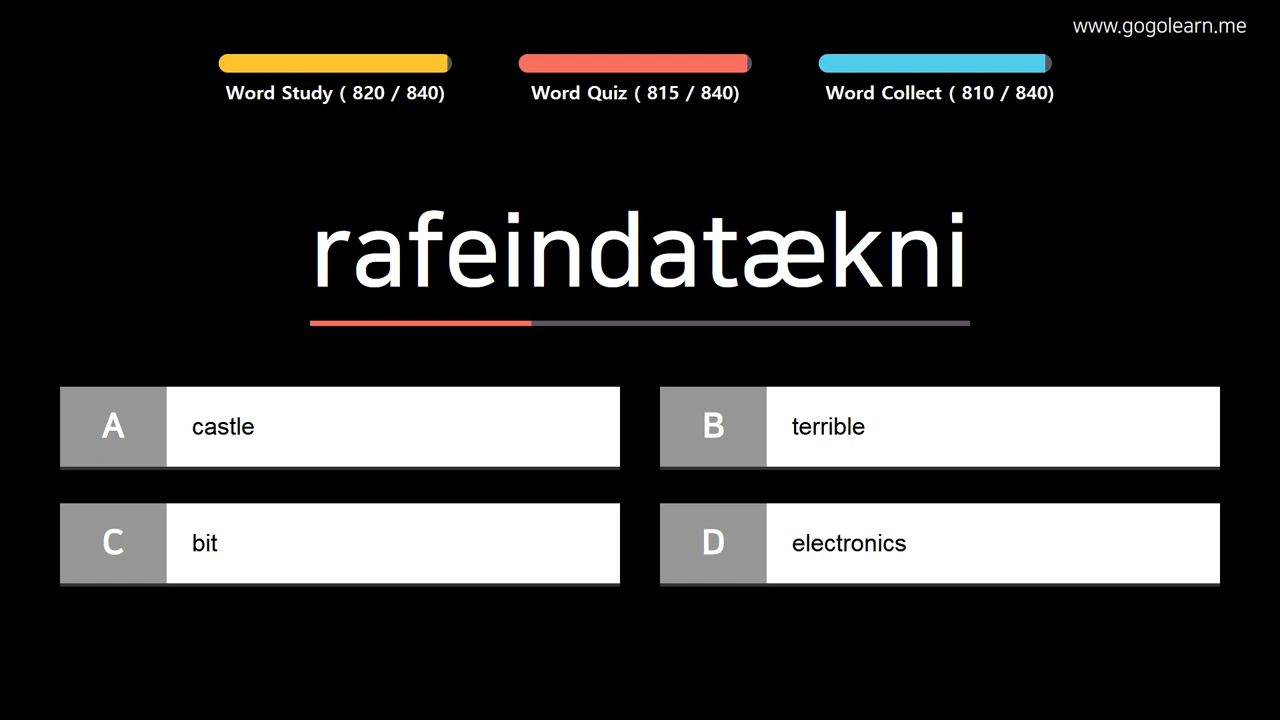 www.gogolearn.me
Word Study ( 820 / 840)
Word Quiz ( 815 / 840)
Word Collect ( 810 / 840)
rafeindatækni
A castle
B terrible
C bit
D electronics